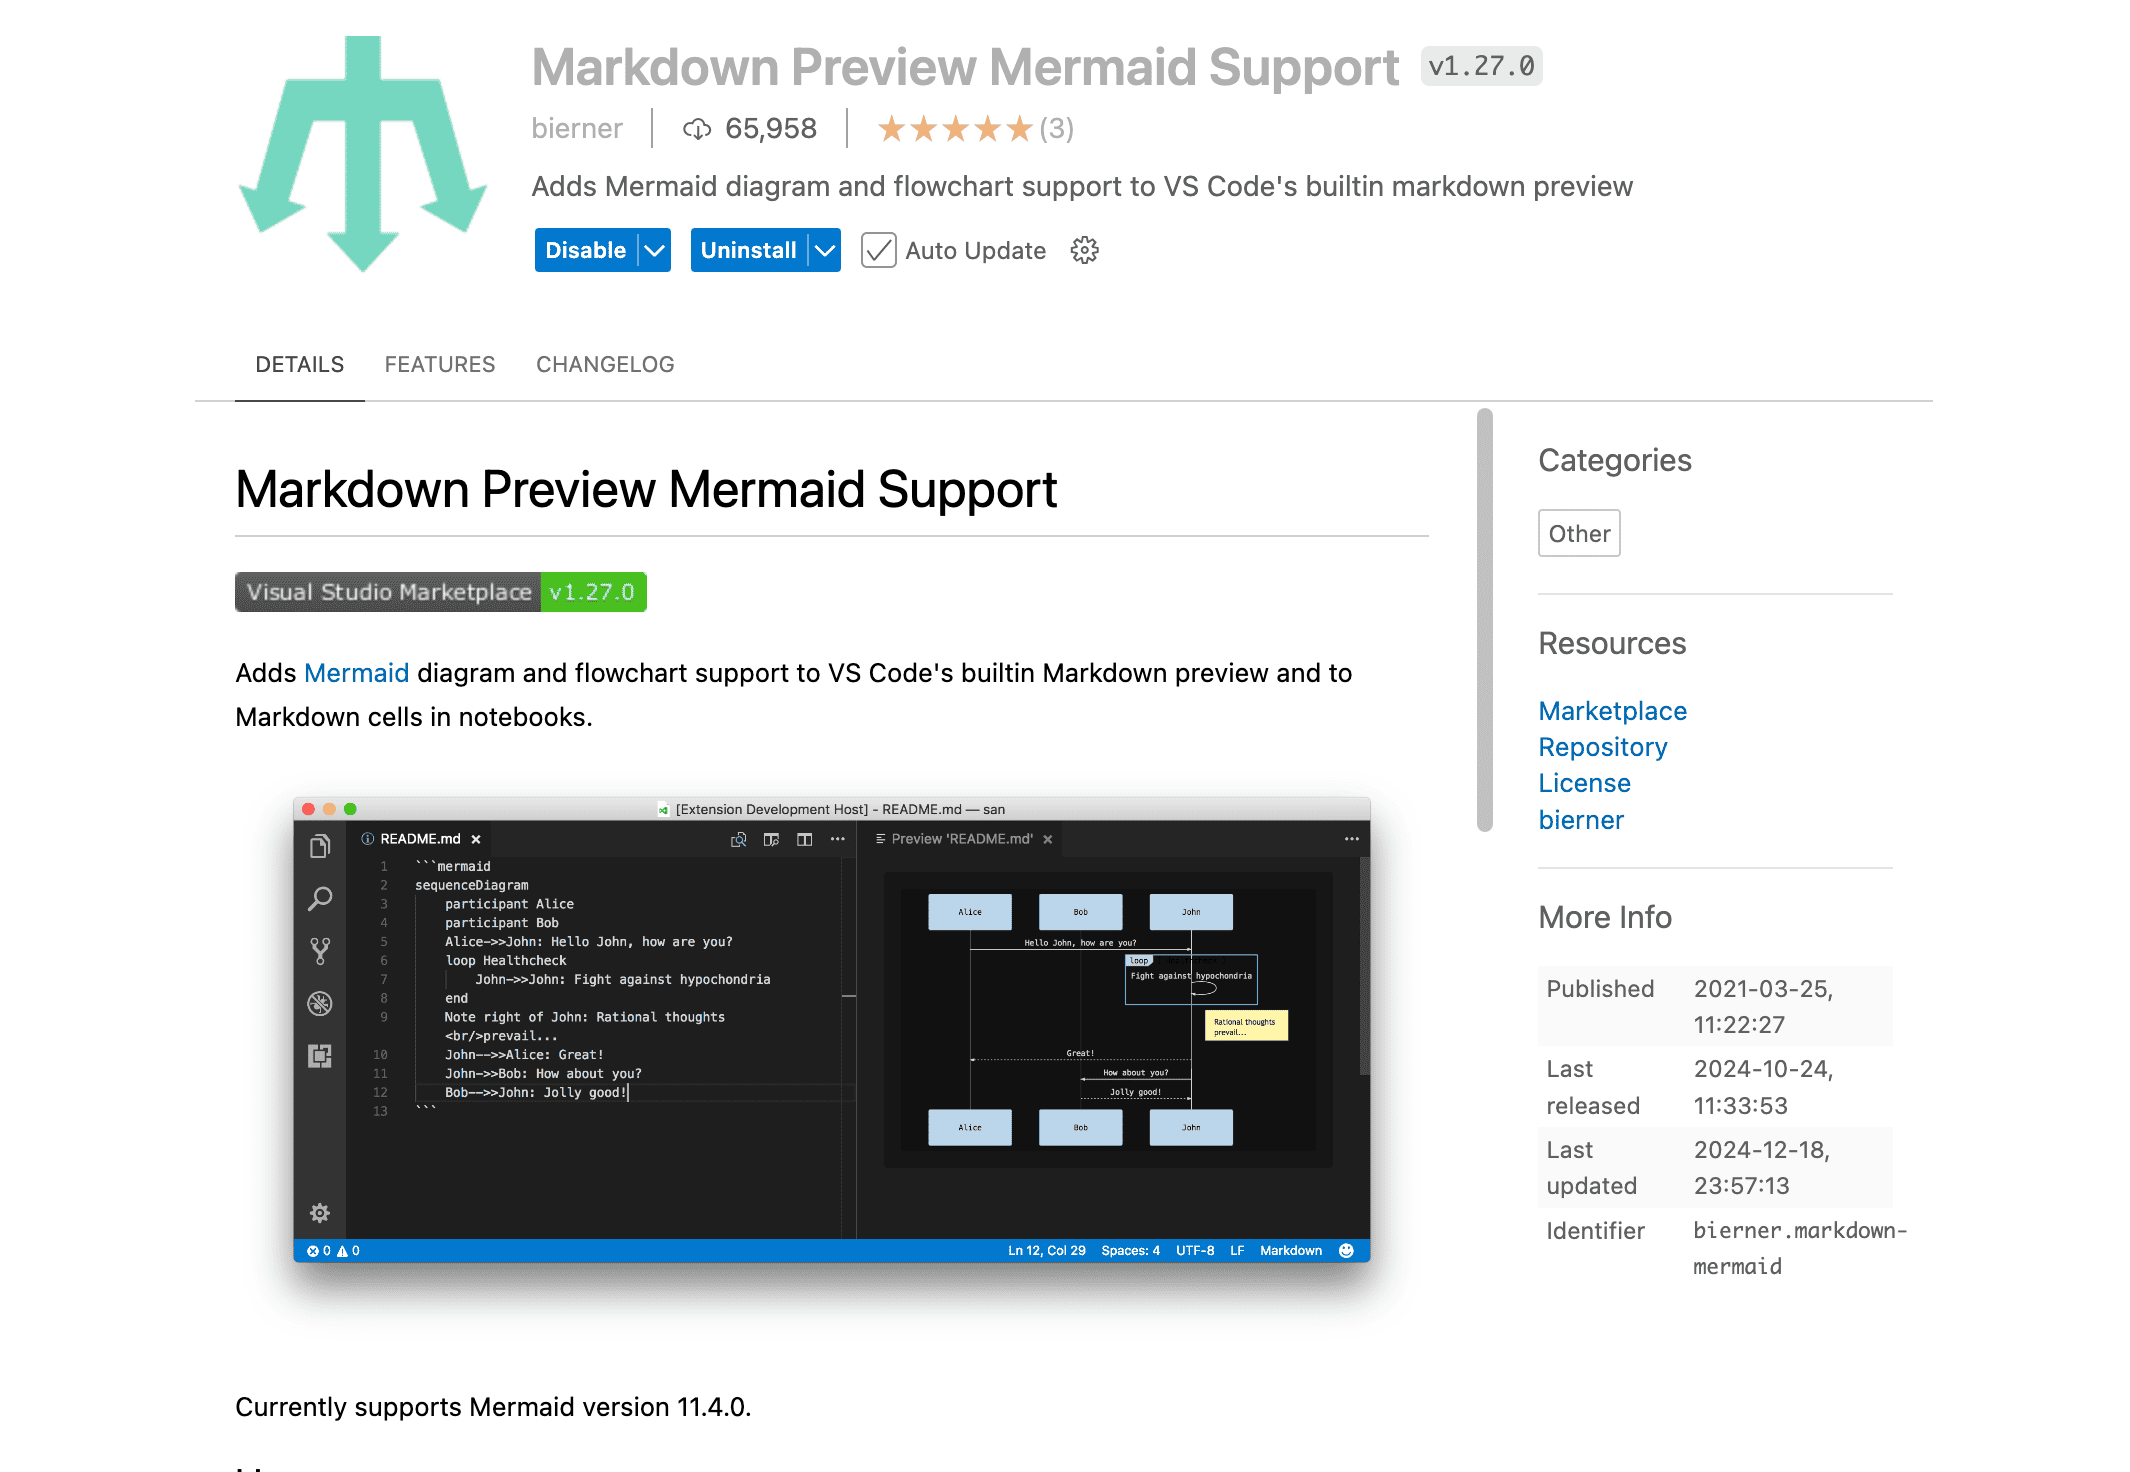 Markdown Preview Mermaid Support v1.27.0
bierner 65,958 (3)
Adds Mermaid diagram and flowchart support to VS Code's builtin markdown preview
Disable Uninstall Auto Update
DETAILS FEATURES CHANGELOG
Markdown Preview Mermaid Support
Visual Studio Marketplace v1.27.0
Adds Mermaid diagram and flowchart support to VS Code's builtin Markdown preview and to
Markdown cells in notebooks.
[Extension Development Host] - README.md — san
README.md
1 ```mermaid
2 sequenceDiagram
3 participant Alice
4 participant Bob
5 Alice->>John: Hello John, how are you?
6 loop Healthcheck
7 John->>John: Fight against hypochondria
8 end
9 Note right of John: Rational thoughts
<br/>prevail...
10 John-->>Alice: Great!
11 John->>Bob: How about you?
12 Bob-->>John: Jolly good!
13 ```
Preview 'README.md'
Alice Bob John
Hello John, how are you?
loop
Fight against hypochondria
Rational thoughts
prevail...
Great!
How about you?
Jolly good!
Alice Bob John
0 0
Ln 12, Col 29 Spaces: 4 UTF-8 LF Markdown
Currently supports Mermaid version 11.4.0.
Categories
Other
Resources
Marketplace
Repository
License
bierner
More Info
Published 2021-03-25,
11:22:27
Last 2024-10-24,
released 11:33:53
Last 2024-12-18,
updated 23:57:13
Identifier bierner.markdown-
mermaid